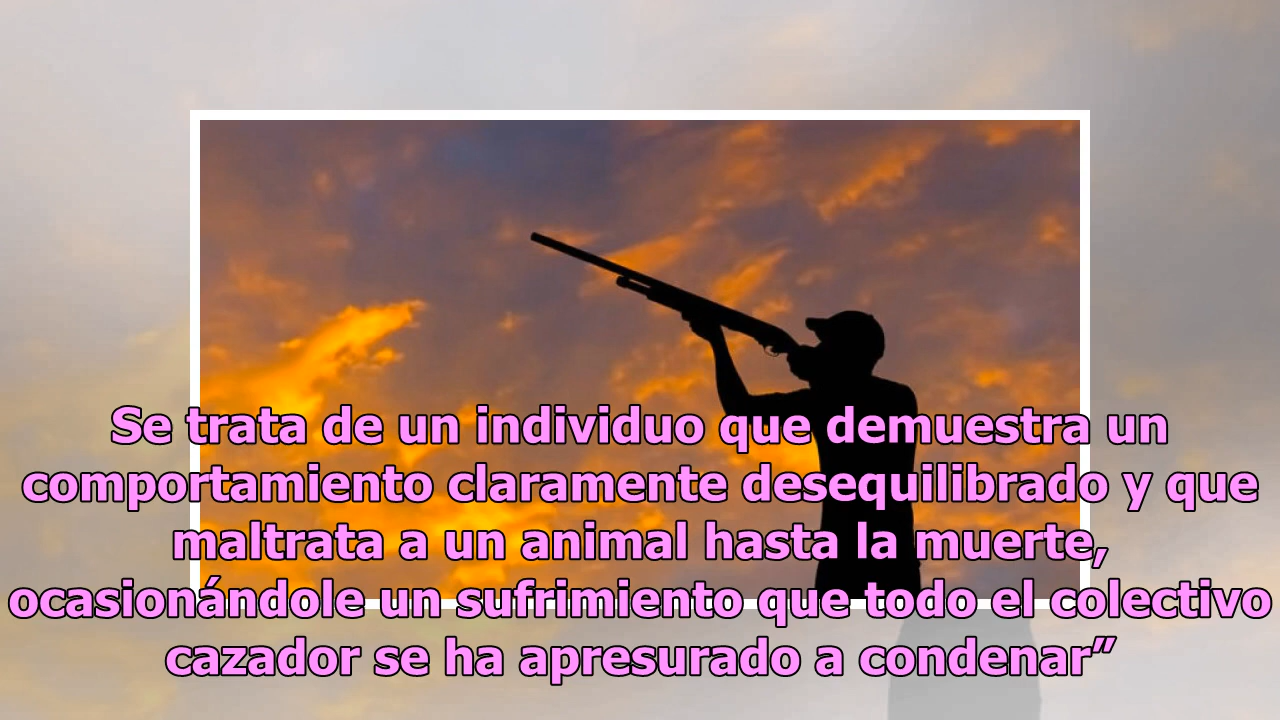 Se trata de un individuo que demuestra un
comportamiento claramente desequilibrado y que
maltrata a un animal hasta la muerte,
ocasionándole un sufrimiento que todo el colectivo
cazador se ha apresurado a condenar”